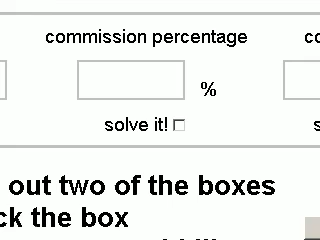 commission percentage
%
solve it!
out two of the boxes
ck the box